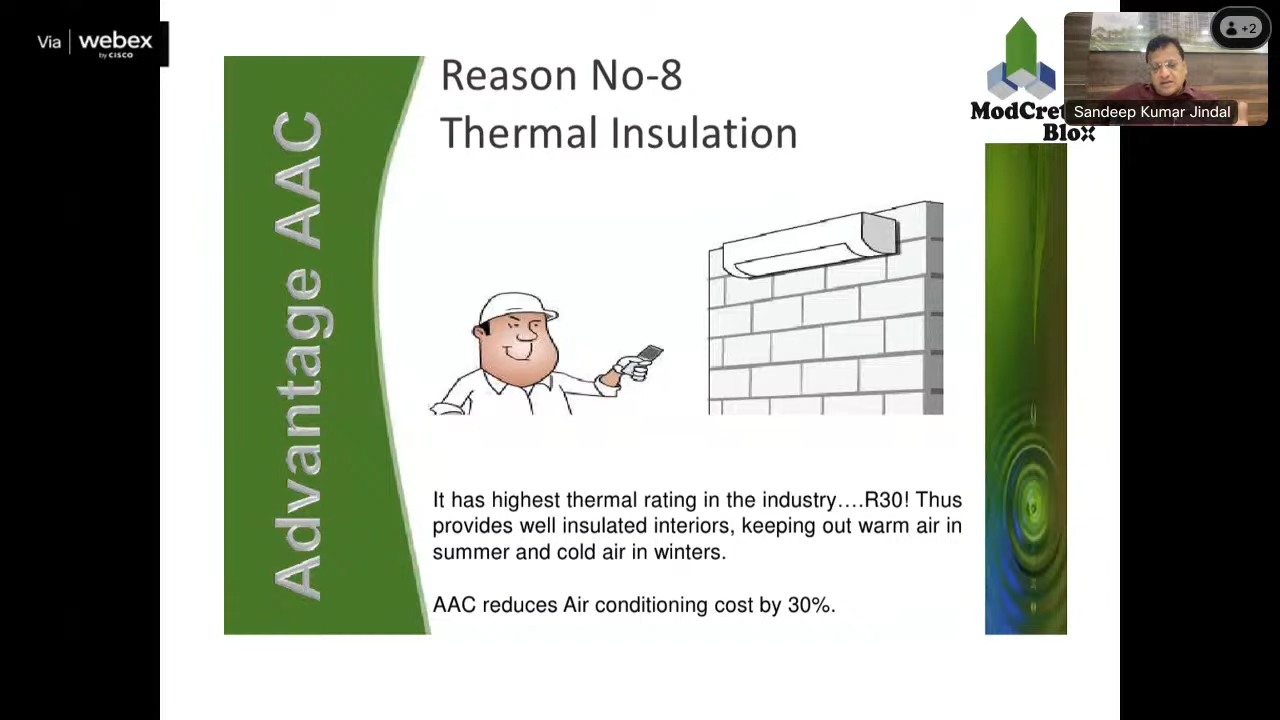 Via webex
by CISCO
Reason No-8
Thermal Insulation
ModCret
Blox
Sandeep Kumar Jindal
+2
Advantage AAC
It has highest thermal rating in the industry....R30! Thus
provides well insulated interiors, keeping out warm air in
summer and cold air in winters.
AAC reduces Air conditioning cost by 30%.